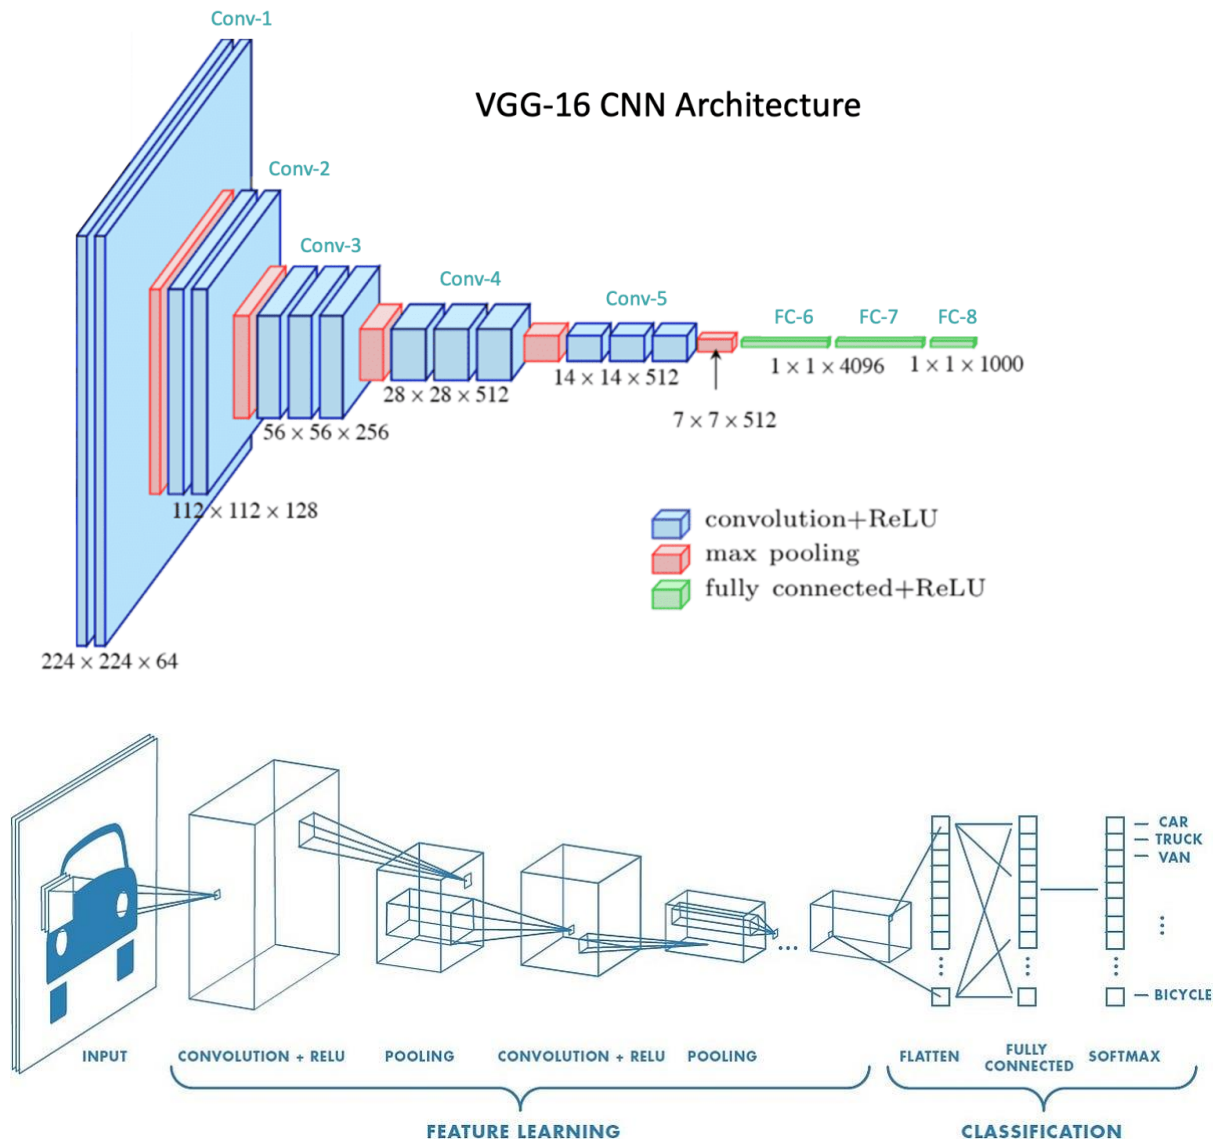 Conv-1
VGG-16 CNN Architecture
Conv-2
Conv-3
Conv-4
Conv-5
FC-6 FC-7 FC-8
1 × 1 × 4096 1 × 1 × 1000
14 × 14 × 512
28 × 28 × 512
7 × 7 × 512
56 × 56 × 256
112 × 112 × 128
convolution+ReLU
max pooling
fully connected+ReLU
224 × 224 × 64
CAR
TRUCK
VAN
BICYCLE
INPUT CONVOLUTION + RELU POOLING CONVOLUTION + RELU POOLING FLATTEN FULLY CONNECTED SOFTMAX
FEATURE LEARNING CLASSIFICATION